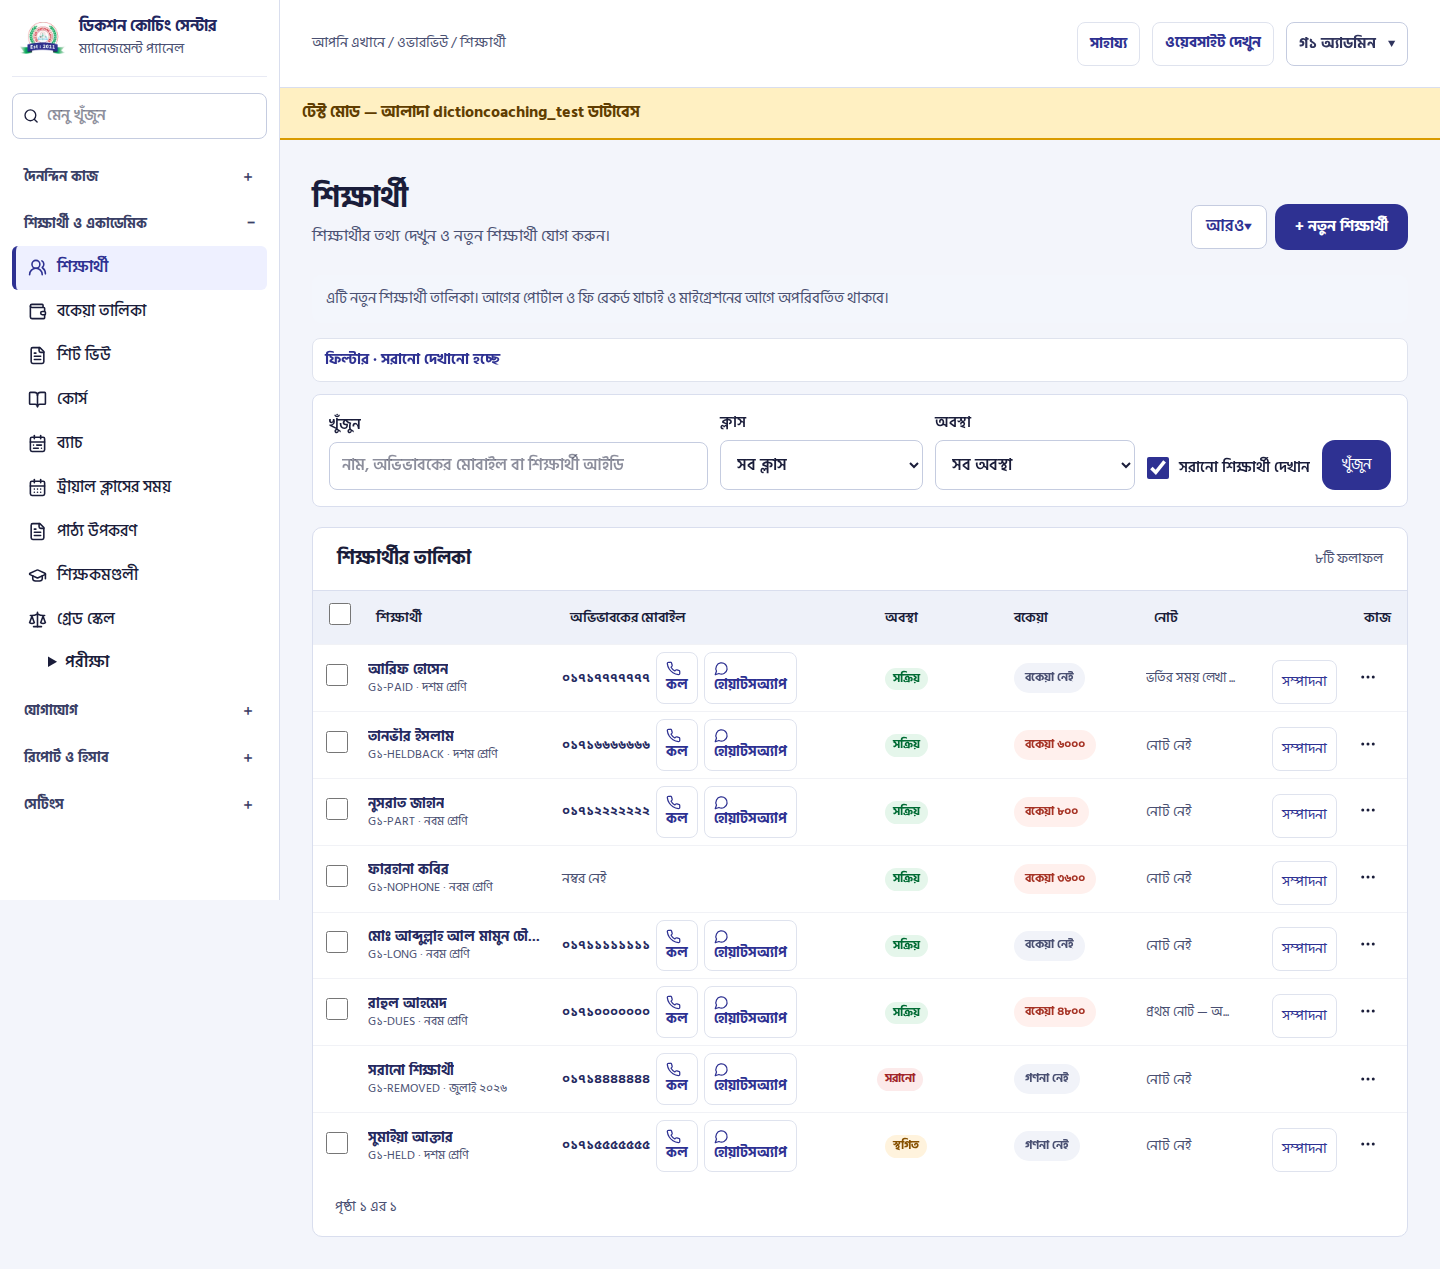 ডিকশন কোচিং সেন্টার
ম্যানেজমেন্ট প্যানেল
Est : 2011
মেনু খুঁজুন
দৈনন্দিন কাজ +
শিক্ষার্থী ও একাডেমিক −
শিক্ষার্থী
বকেয়া তালিকা
শিট ভিউ
কোর্স
ব্যাচ
ট্রায়াল ক্লাসের সময়
পাঠ্য উপকরণ
শিক্ষকমণ্ডলী
গ্রেড স্কেল
▶ পরীক্ষা
যোগাযোগ +
রিপোর্ট ও হিসাব +
সেটিংস +
আপনি এখানে / ওভারভিউ / শিক্ষার্থী
সাহায্য
ওয়েবসাইট দেখুন
গ১ অ্যাডমিন ▾
টেস্ট মোড — আলাদা dictioncoaching_test ডাটাবেস
শিক্ষার্থী
শিক্ষার্থীর তথ্য দেখুন ও নতুন শিক্ষার্থী যোগ করুন।
আরও▾
+ নতুন শিক্ষার্থী
এটি নতুন শিক্ষার্থী তালিকা। আগের পোর্টাল ও ফি রেকর্ড যাচাই ও মাইগ্রেশনের আগে অপরিবর্তিত থাকবে।
ফিল্টার · সরানো দেখানো হচ্ছে
খুঁজুন ক্লাস অবস্থা
নাম, অভিভাবকের মোবাইল বা শিক্ষার্থী আইডি সব ক্লাস সব অবস্থা সরানো শিক্ষার্থী দেখান খুঁজুন
শিক্ষার্থীর তালিকা ৮টি ফলাফল
শিক্ষার্থী অভিভাবকের মোবাইল অবস্থা বকেয়া নোট কাজ
আরিফ হোসেন ০১৭১৭৭৭৭৭৭৭ কল হোয়াটসঅ্যাপ সক্রিয় বকেয়া নেই ভর্তির সময় লেখা ... সম্পাদনা ···
G১-PAID · দশম শ্রেণি
তানভীর ইসলাম ০১৭১৬৬৬৬৬৬৬ কল হোয়াটসঅ্যাপ সক্রিয় বকেয়া ৬০০০ নোট নেই সম্পাদনা ···
G১-HELDBACK · দশম শ্রেণি
নুসরাত জাহান ০১৭১২২২২২২২ কল হোয়াটসঅ্যাপ সক্রিয় বকেয়া ৮০০ নোট নেই সম্পাদনা ···
G১-PART · নবম শ্রেণি
ফারহানা কবির নম্বর নেই সক্রিয় বকেয়া ৩৬০০ নোট নেই সম্পাদনা ···
G১-NOPHONE · নবম শ্রেণি
মোঃ আব্দুল্লাহ আল মামুন চৌ... ০১৭১১১১১১১১ কল হোয়াটসঅ্যাপ সক্রিয় বকেয়া নেই নোট নেই সম্পাদনা ···
G১-LONG · নবম শ্রেণি
রাহুল আহমেদ ০১৭১০০০০০০০ কল হোয়াটসঅ্যাপ সক্রিয় বকেয়া ৪৮০০ প্রথম নোট — অ... সম্পাদনা ···
G১-DUES · নবম শ্রেণি
সরানো শিক্ষার্থী ০১৭১৪৪৪৪৪৪৪ কল হোয়াটসঅ্যাপ সরানো গণনা নেই নোট নেই ···
G১-REMOVED · জুলাই ২০২৬
সুমাইয়া আক্তার ০১৭১৫৫৫৫৫৫৫ কল হোয়াটসঅ্যাপ স্থগিত গণনা নেই নোট নেই সম্পাদনা ···
G১-HELD · দশম শ্রেণি
পৃষ্ঠা ১ এর ১